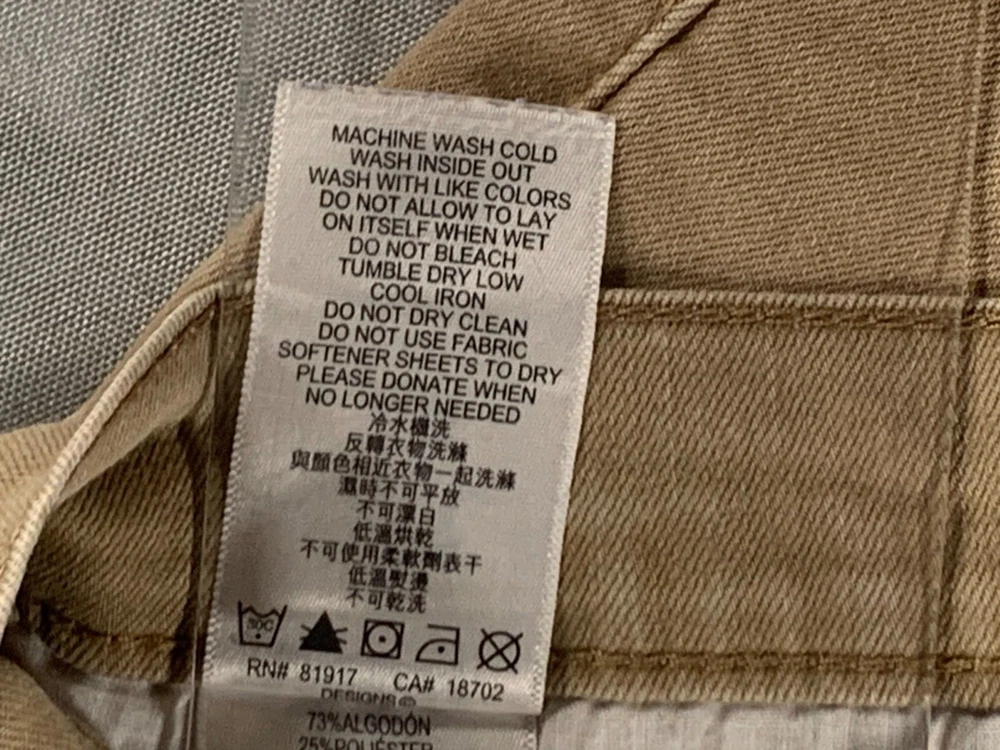 MACHINE WASH COLD
WASH INSIDE OUT
WASH WITH LIKE COLORS
DO NOT ALLOW TO LAY
ON ITSELF WHEN WET
DO NOT BLEACH
TUMBLE DRY LOW
COOL IRON
DO NOT DRY CLEAN
DO NOT USE FABRIC
SOFTENER SHEETS TO DRY
PLEASE DONATE WHEN
NO LONGER NEEDED
冷水機洗
反轉衣物洗滌
與顏色相近衣物一起洗滌
濕時不可平放
不可漂白
低溫烘乾
不可使用柔軟劑表干
低溫熨燙
不可乾洗
RN# 81917 CA# 18702
DESIGNS ©
73%ALGODÓN
25%POLIÉSTER